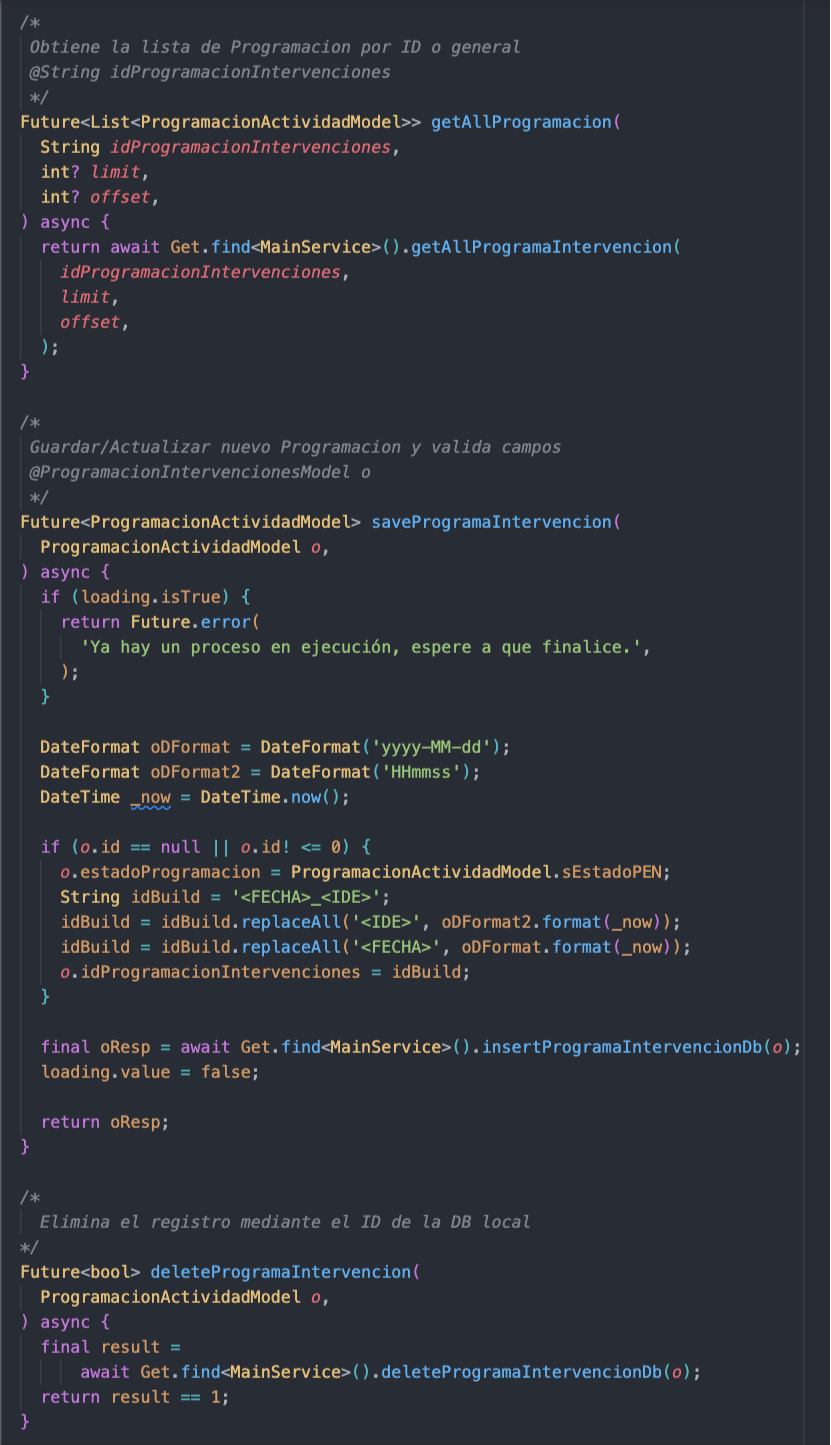 /*
 Obtiene la lista de Programacion por ID o general
 @String idProgramacionIntervenciones
 */
Future<List<ProgramacionActividadModel>> getAllProgramacion(
  String idProgramacionIntervenciones,
  int? limit,
  int? offset,
) async {
  return await Get.find<MainService>().getAllProgramaIntervencion(
    idProgramacionIntervenciones,
    limit,
    offset,
  );
}

/*
 Guardar/Actualizar nuevo Programacion y valida campos
 @ProgramacionIntervencionesModel o
 */
Future<ProgramacionActividadModel> saveProgramaIntervencion(
  ProgramacionActividadModel o,
) async {
  if (loading.isTrue) {
    return Future.error(
      'Ya hay un proceso en ejecución, espere a que finalice.',
    );
  }

  DateFormat oDFormat = DateFormat('yyyy-MM-dd');
  DateFormat oDFormat2 = DateFormat('HHmmss');
  DateTime _now = DateTime.now();

  if (o.id == null || o.id! <= 0) {
    o.estadoProgramacion = ProgramacionActividadModel.sEstadoPEN;
    String idBuild = '<FECHA>_<IDE>';
    idBuild = idBuild.replaceAll('<IDE>', oDFormat2.format(_now));
    idBuild = idBuild.replaceAll('<FECHA>', oDFormat.format(_now));
    o.idProgramacionIntervenciones = idBuild;
  }

  final oResp = await Get.find<MainService>().insertProgramaIntervencionDb(o);
  loading.value = false;

  return oResp;
}

/*
  Elimina el registro mediante el ID de la DB local
*/
Future<bool> deleteProgramaIntervencion(
  ProgramacionActividadModel o,
) async {
  final result =
      await Get.find<MainService>().deleteProgramaIntervencionDb(o);
  return result == 1;
}